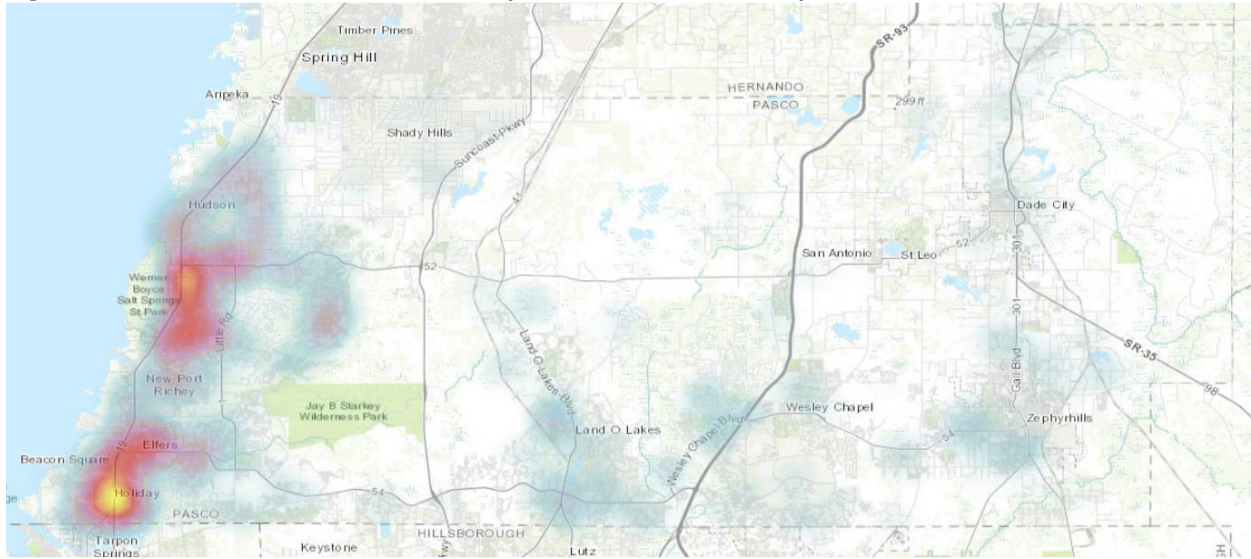 Timber Pines
Spring Hill
SR-93
Aripeka
19
HERNANDO
PASCO
299 ft
Shady Hills
Suncoast Pkwy
41
Hudson
Dade City
San Antonio
St Leo
52
301
52
Werner
Boyce
Salt Springs
St Park
Little Rd
301
Land O Lakes Blvd
SR-35
98
Gall Blvd
New Port
Richey
Jay B Starkey
Wilderness Park
Wesley Chapel
Zephyrhills
Land O Lakes
Wesley Chapel Blvd
54
19
Elfers
Beacon Square
Holiday
54
PASCO
HILLSBOROUGH
Tarpon
Springs
Keystone
Lutz